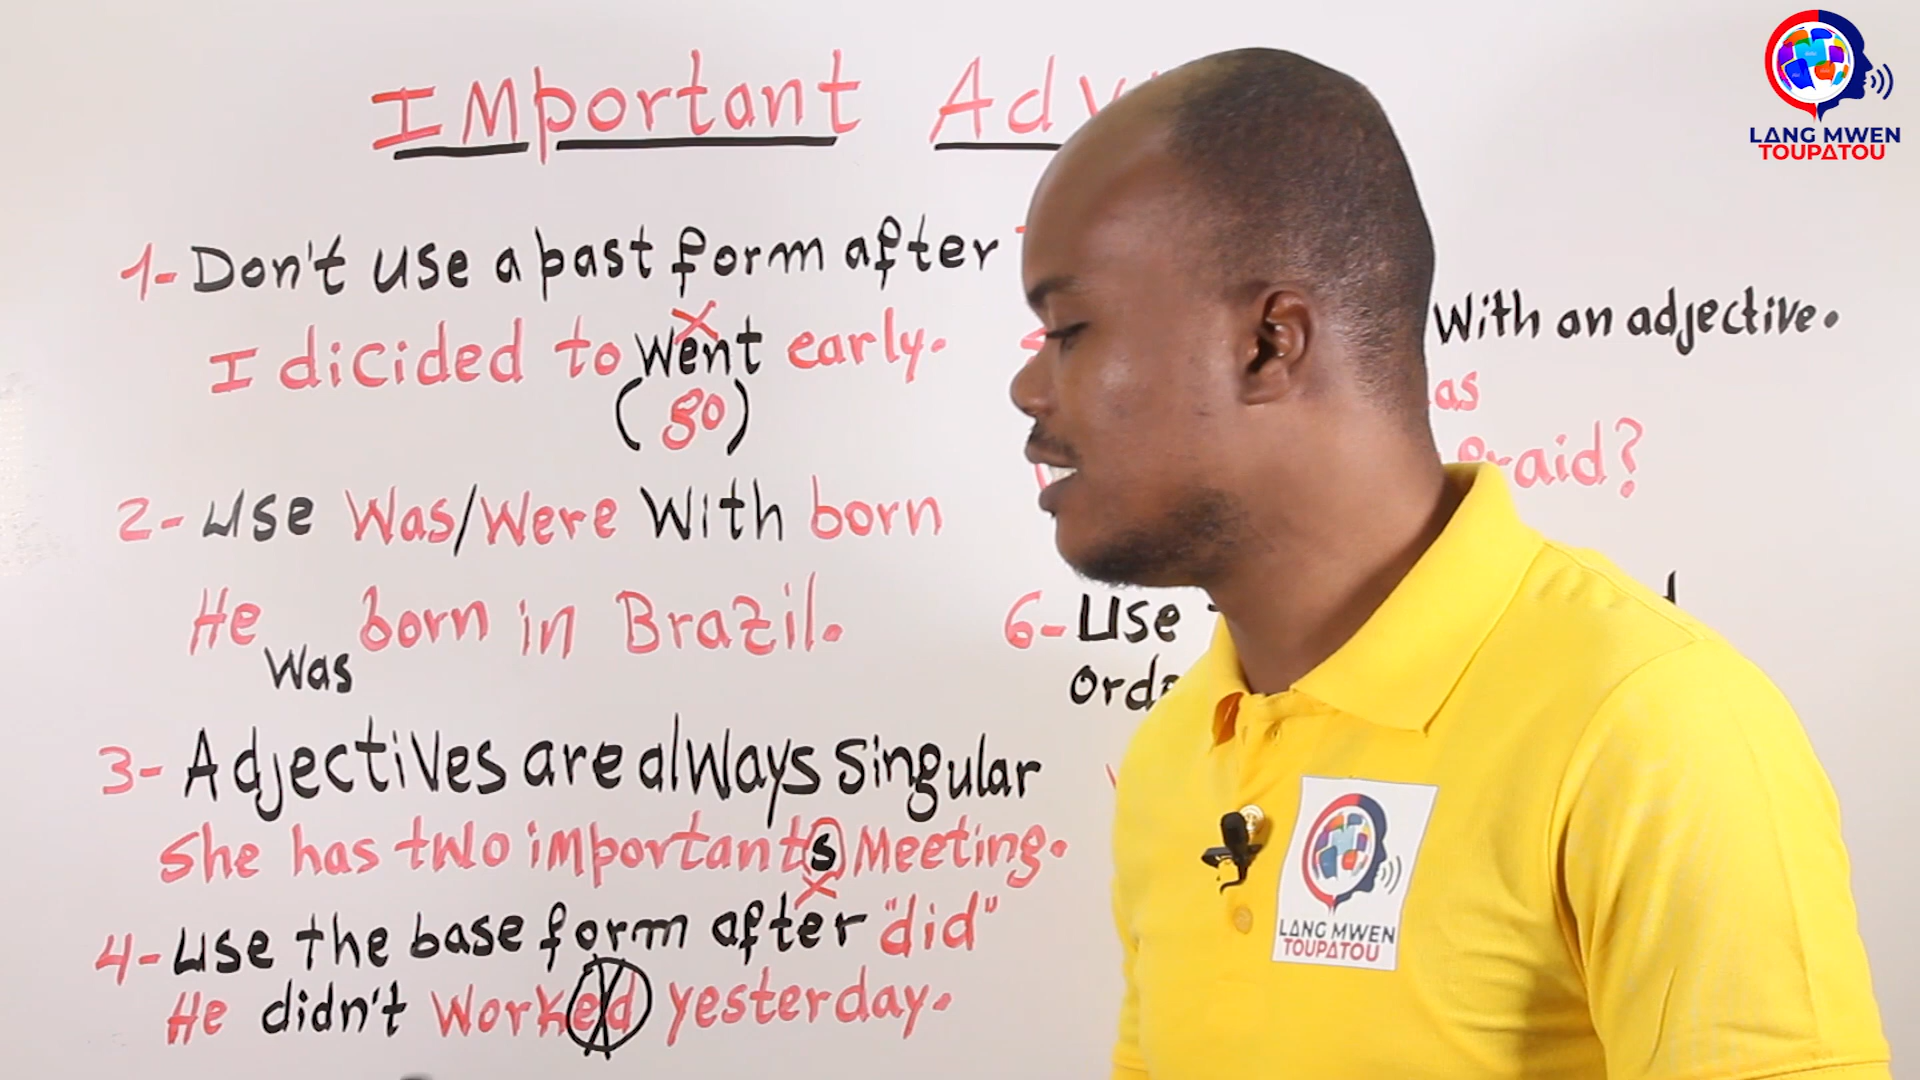 Important Adv
1- Don't use a past form after
I dicided to went early.
(go)
2- Use Was/Were With born
He born in Brazil.
Was
3- Adjectives are always Singular
She has two importants Meeting.
4- Use the base form after "did"
He didn't Worked yesterday.
With an adjective.
as
raid?
6- Use
Ord
LANG MWEN
TOUPATOU
LANG MWEN
TOUPATOU